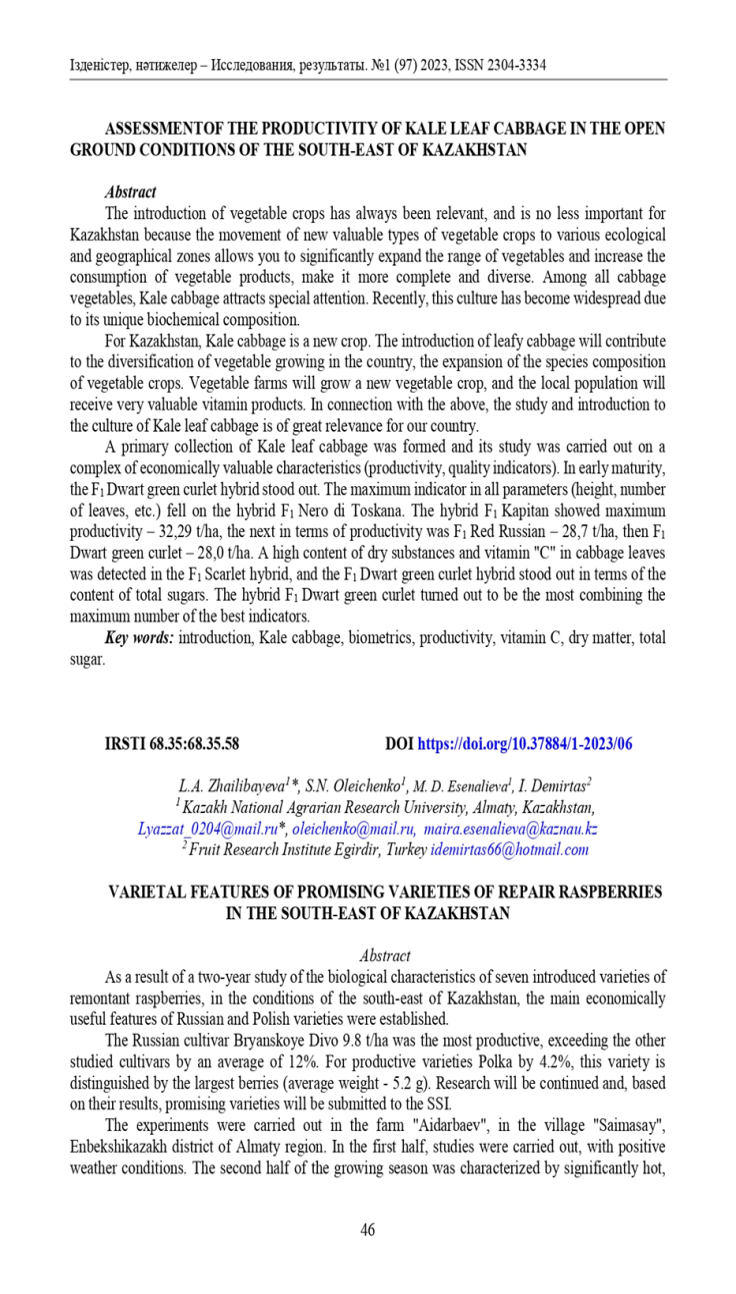 Ізденістер, нәтижелер – Исследования, результаты. №1 (97) 2023, ISSN 2304-3334
ASSESSMENTOF THE PRODUCTIVITY OF KALE LEAF CABBAGE IN THE OPEN
GROUND CONDITIONS OF THE SOUTH-EAST OF KAZAKHSTAN
Abstract
The introduction of vegetable crops has always been relevant, and is no less important for
Kazakhstan because the movement of new valuable types of vegetable crops to various ecological
and geographical zones allows you to significantly expand the range of vegetables and increase the
consumption of vegetable products, make it more complete and diverse. Among all cabbage
vegetables, Kale cabbage attracts special attention. Recently, this culture has become widespread due
to its unique biochemical composition.
For Kazakhstan, Kale cabbage is a new crop. The introduction of leafy cabbage will contribute
to the diversification of vegetable growing in the country, the expansion of the species composition
of vegetable crops. Vegetable farms will grow a new vegetable crop, and the local population will
receive very valuable vitamin products. In connection with the above, the study and introduction to
the culture of Kale leaf cabbage is of great relevance for our country.
A primary collection of Kale leaf cabbage was formed and its study was carried out on a
complex of economically valuable characteristics (productivity, quality indicators). In early maturity,
the F₁ Dwart green curlet hybrid stood out. The maximum indicator in all parameters (height, number
of leaves, etc.) fell on the hybrid F₁ Nero di Toskana. The hybrid F₁ Kapitan showed maximum
productivity – 32,29 t/ha, the next in terms of productivity was F₁ Red Russian – 28,7 t/ha, then F₁
Dwart green curlet – 28,0 t/ha. A high content of dry substances and vitamin "C" in cabbage leaves
was detected in the F₁ Scarlet hybrid, and the F₁ Dwart green curlet hybrid stood out in terms of the
content of total sugars. The hybrid F₁ Dwart green curlet turned out to be the most combining the
maximum number of the best indicators.
Key words: introduction, Kale cabbage, biometrics, productivity, vitamin C, dry matter, total
sugar.
IRSTI 68.35:68.35.58 DOI https://doi.org/10.37884/1-2023/06
L.A. Zhailibayeva¹*, S.N. Oleichenko¹, M. D. Esenalieva¹, I. Demirtas²
¹ Kazakh National Agrarian Research University, Almaty, Kazakhstan,
Lyazzat_0204@mail.ru*, oleichenko@mail.ru, maira.esenalieva@kaznau.kz
² Fruit Research Institute Egirdir, Turkey idemirtas66@hotmail.com
VARIETAL FEATURES OF PROMISING VARIETIES OF REPAIR RASPBERRIES
IN THE SOUTH-EAST OF KAZAKHSTAN
Abstract
As a result of a two-year study of the biological characteristics of seven introduced varieties of
remontant raspberries, in the conditions of the south-east of Kazakhstan, the main economically
useful features of Russian and Polish varieties were established.
The Russian cultivar Bryanskoye Divo 9.8 t/ha was the most productive, exceeding the other
studied cultivars by an average of 12%. For productive varieties Polka by 4.2%, this variety is
distinguished by the largest berries (average weight - 5.2 g). Research will be continued and, based
on their results, promising varieties will be submitted to the SSI.
The experiments were carried out in the farm "Aidarbaev", in the village "Saimasay",
Enbekshikazakh district of Almaty region. In the first half, studies were carried out, with positive
weather conditions. The second half of the growing season was characterized by significantly hot,
46